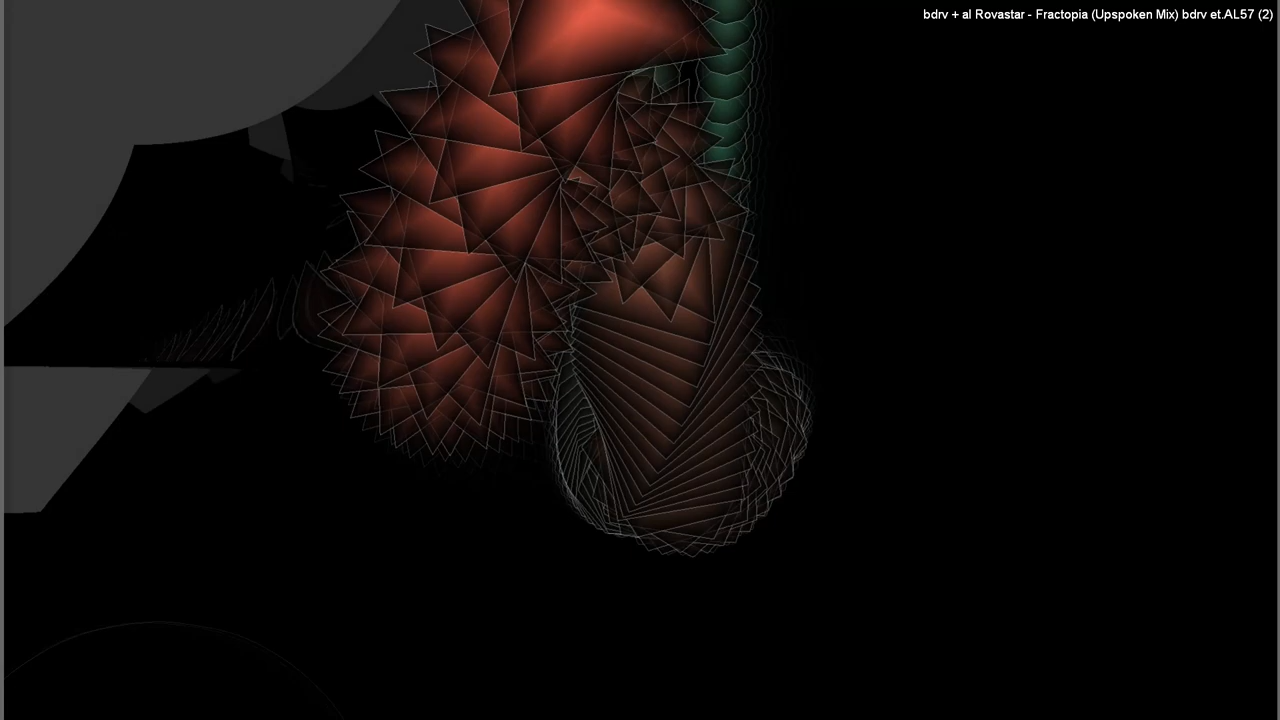 bdrv + al Rovastar - Fractopia (Upspoken Mix) bdrv et.AL57 (2)